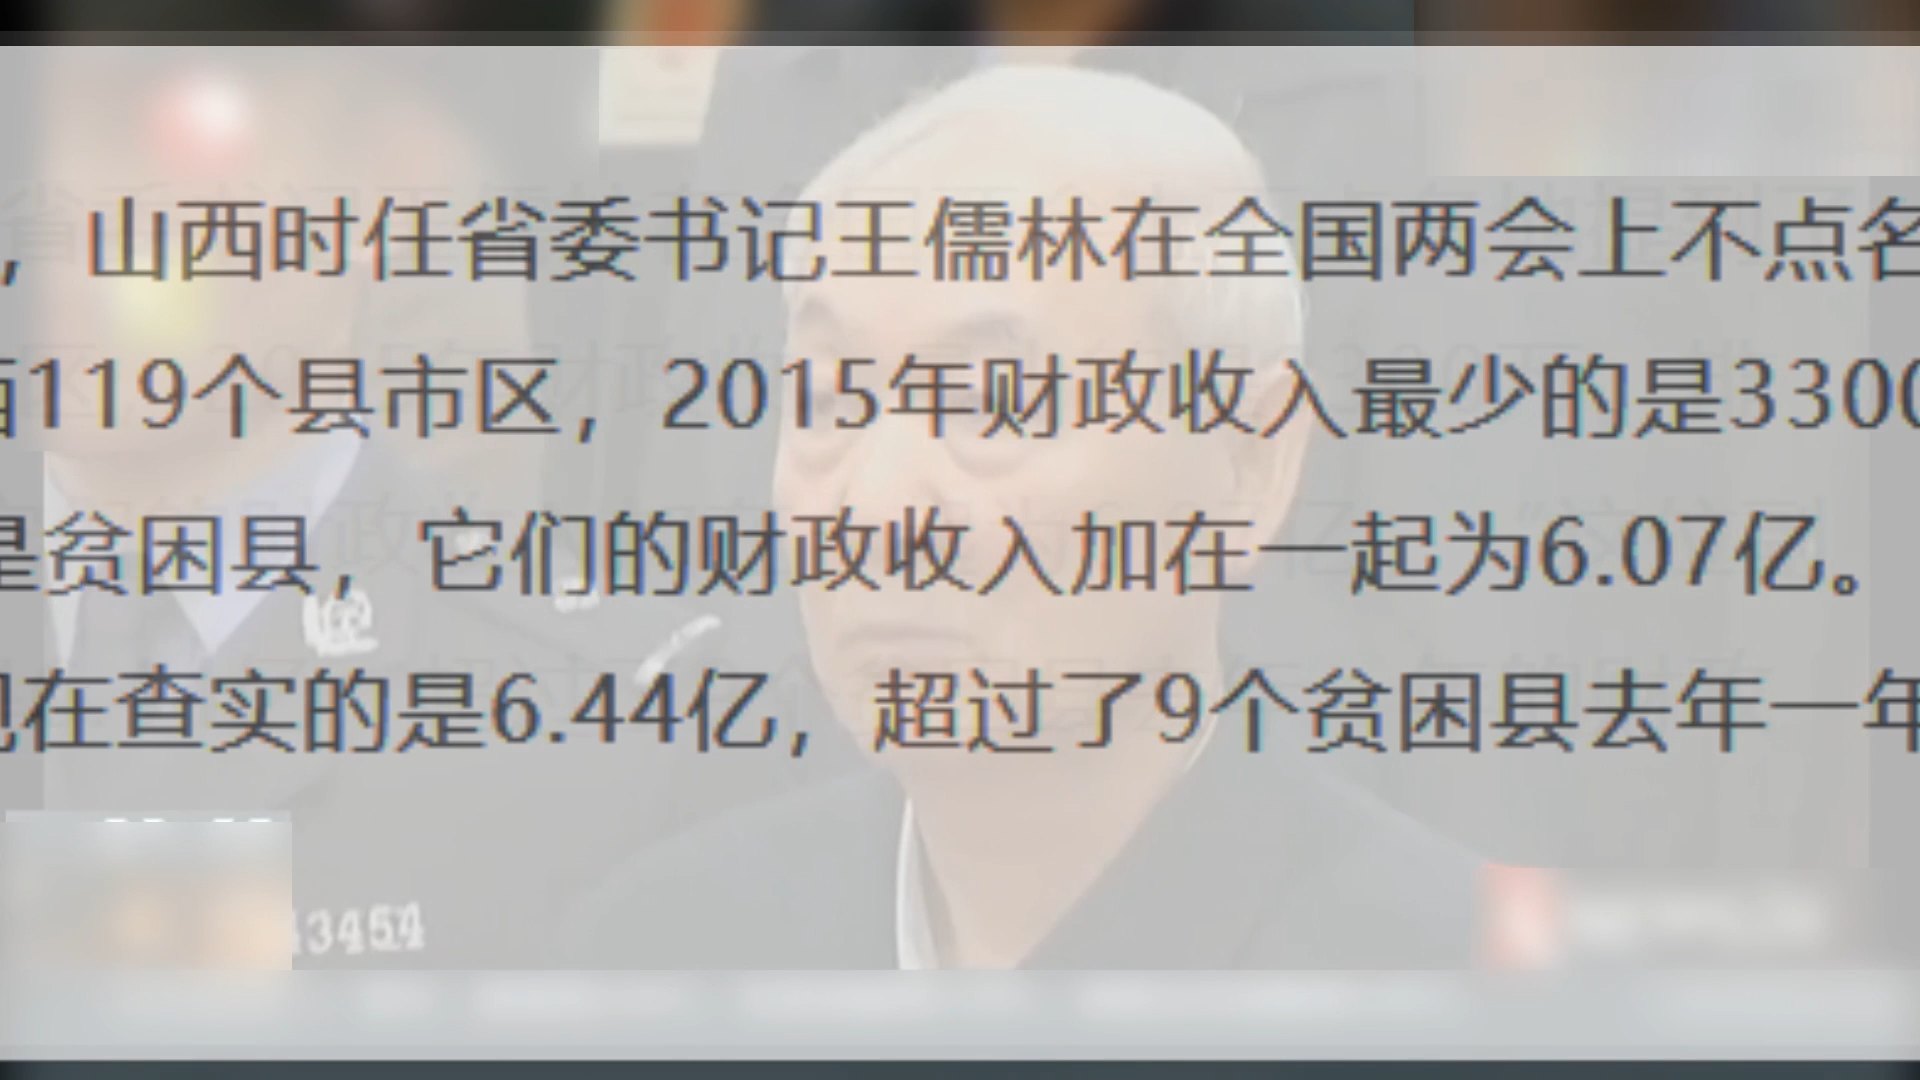 ，山西时任省委书记王儒林在全国两会上不点名
119个县市区，2015年财政收入最少的是3300
是贫困县，它们的财政收入加在一起为6.07亿。
现在查实的是6.44亿，超过了9个贫困县去年一年
3454